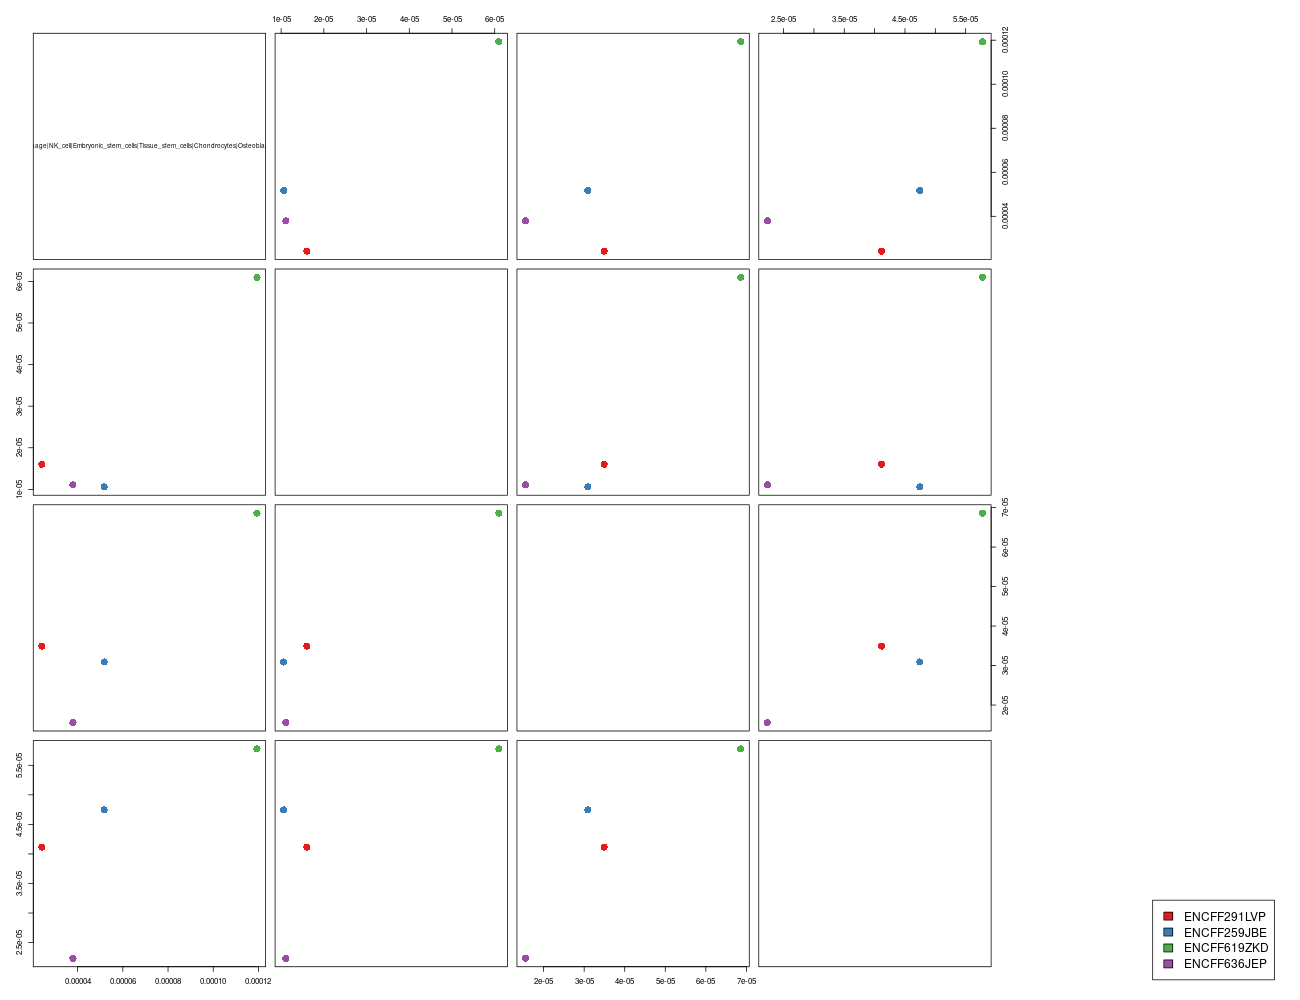 1e-05 2e-05 3e-05 4e-05 5e-05 6e-05
2.5e-05 3.5e-05 4.5e-05 5.5e-05
age|NK_cell|Embryonic_stem_cells|Tissue_stem_cells|Chondrocytes|Osteobla
0.00004 0.00006 0.00008 0.00010 0.00012
1e-05 2e-05 3e-05 4e-05 5e-05 6e-05
2e-05 3e-05 4e-05 5e-05 6e-05 7e-05
2.5e-05 3.5e-05 4.5e-05 5.5e-05
0.00004 0.00006 0.00008 0.00010 0.00012
2e-05 3e-05 4e-05 5e-05 6e-05 7e-05
ENCFF291LVP
ENCFF259JBE
ENCFF619ZKD
ENCFF636JEP